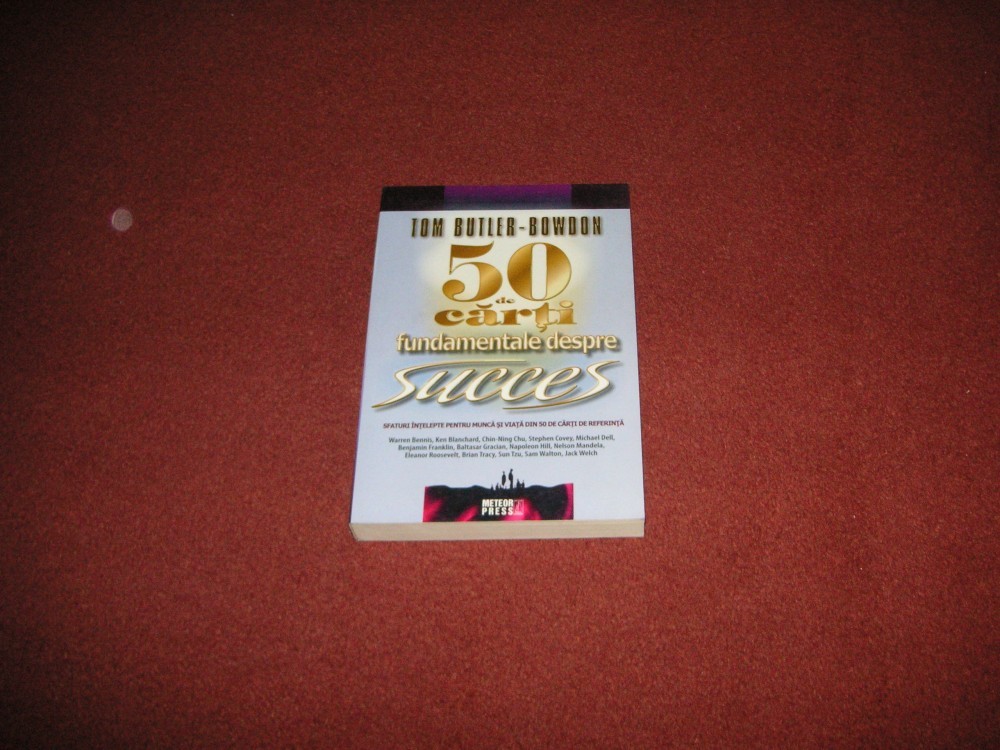 TOM BUTLER-BOWDON
50
de
cărți
fundamentale despre
succes
SFATURI ÎNȚELEPTE PENTRU MUNCĂ ȘI VIAȚĂ DIN 50 DE CĂRȚI DE REFERINȚĂ
Warren Bennis, Ken Blanchard, Chin-Ning Chu, Stephen Covey, Michael Dell,
Benjamin Franklin, Baltasar Gracian, Napoleon Hill, Nelson Mandela,
Eleanor Roosevelt, Brian Tracy, Sun Tzu, Sam Walton, Jack Welch
METEOR
PRESS